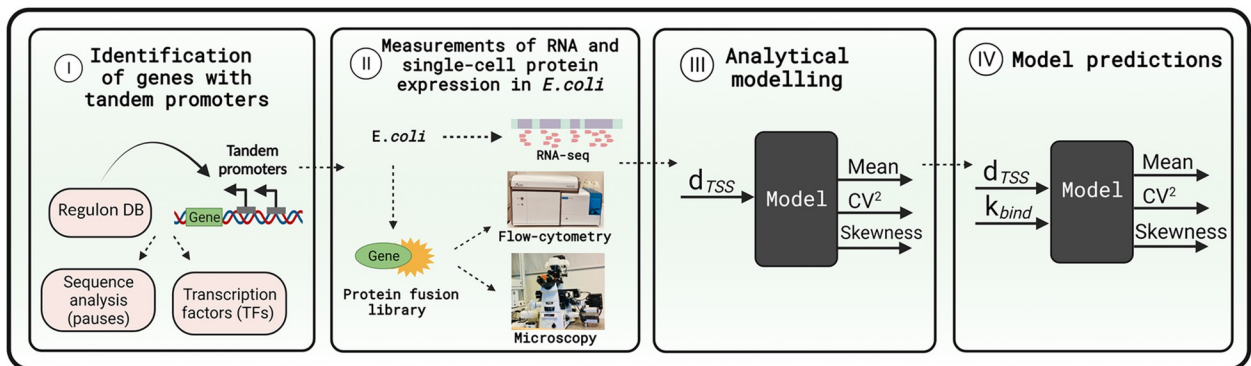 I
Identification
of genes with
tandem promoters
Tandem
promoters
Regulon DB
Gene
Sequence
analysis
(pauses)
Transcription
factors (TFs)
II
Measurements of RNA and
single-cell protein
expression in E.coli
E.coli
RNA-seq
Flow-cytometry
Gene
Protein fusion
library
Microscopy
III
Analytical
modelling
dTSS
Model
Mean
CV²
Skewness
IV
Model predictions
dTSS
kbind
Model
Mean
CV²
Skewness